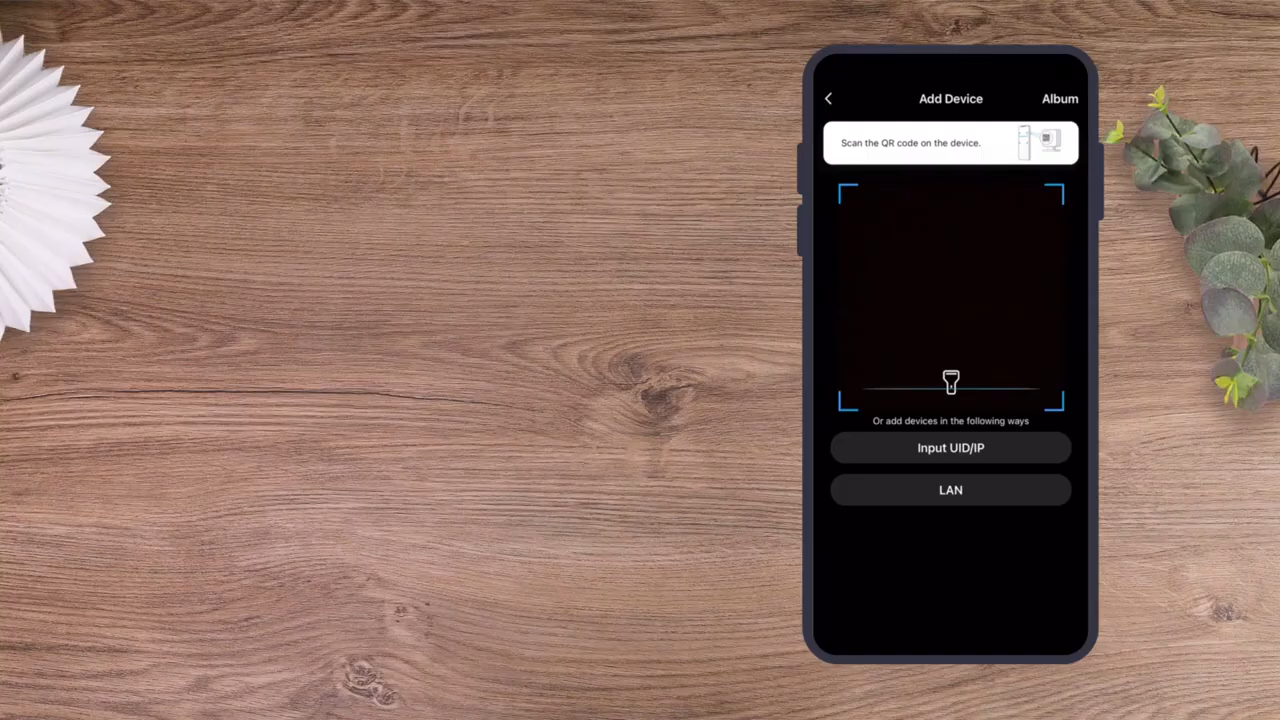 Add Device
Album
Scan the QR code on the device.
Or add devices in the following ways
Input UID/IP
LAN